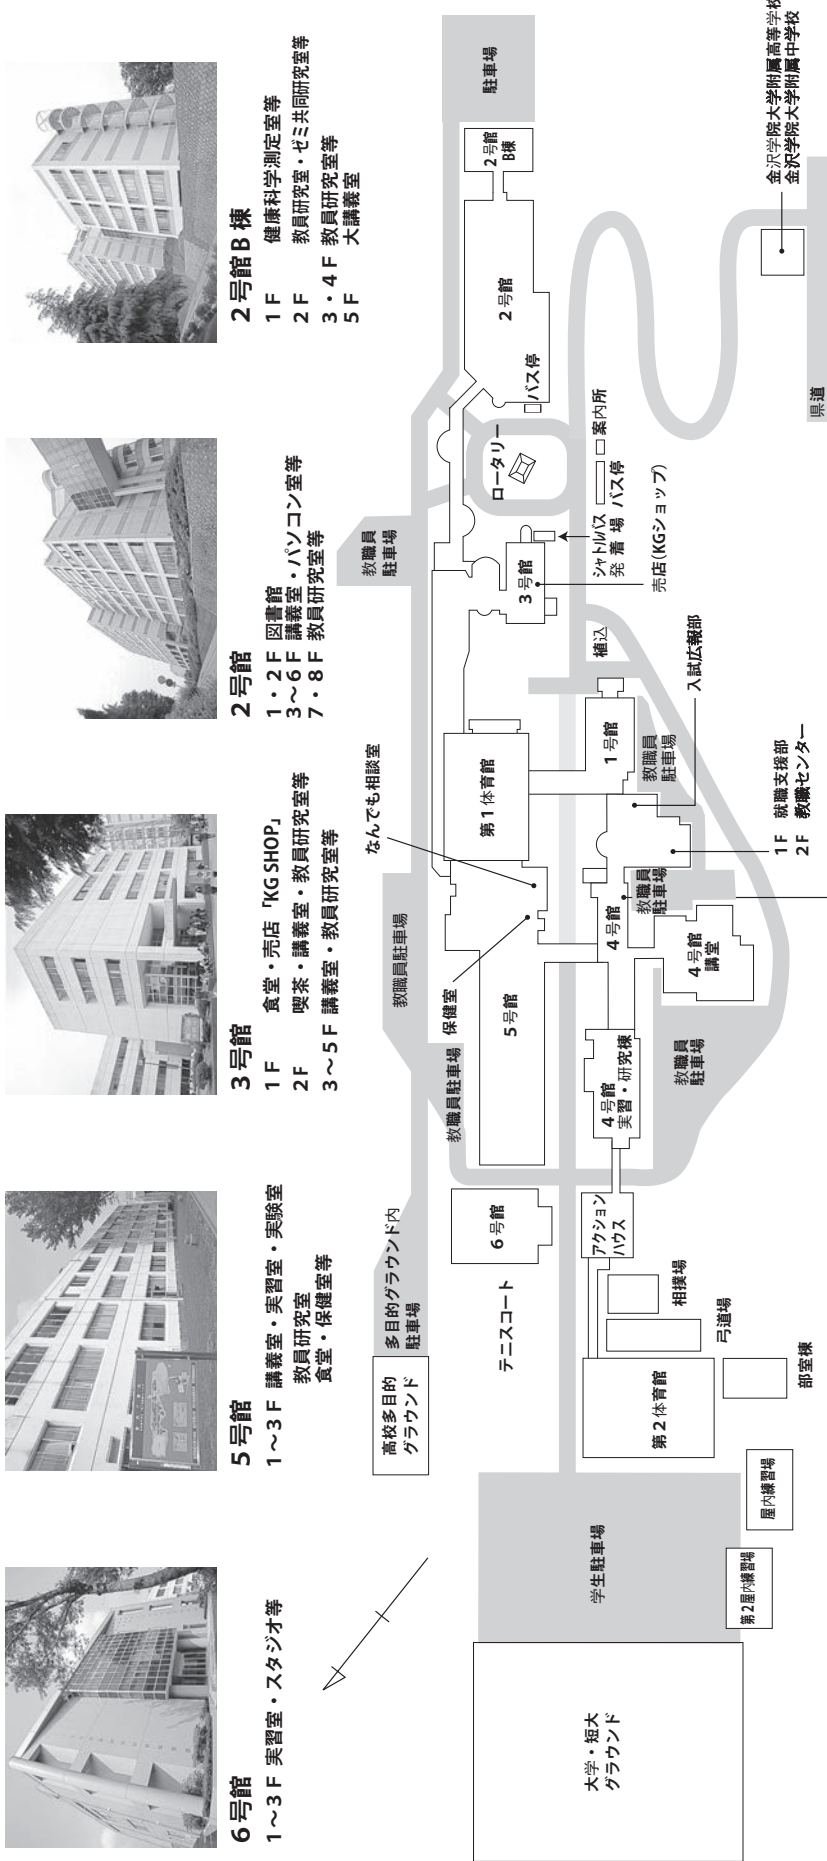 6号館
1〜3F 実習室・スタジオ等
5号館
1〜3F 講義室・実習室・実験室
教員研究室
食堂・保健室等
3号館
1F 食堂・売店「KG SHOP」
2F 喫茶・講義室・教員研究室等
3〜5F 講義室・教員研究室等
2号館
1・2F 図書館
3〜6F 講義室・パソコン室等
7・8F 教員研究室等
2号館B棟
1F 健康科学測定室等
2F 教員研究室・ゼミ共同研究室等
3・4F 教員研究室等
5F 大講義室
高校多目的
グラウンド
多目的グラウンド内
駐車場
教職員駐車場
教職員駐車場
なんでも相談室
教職員
駐車場
駐車場
テニスコート
6号館
5号館
保健室
第1体育館
3号館
ロータリー
バス停
2号館
2号館
B棟
大学・短大
グラウンド
学生駐車場
第2体育館
相撲場
弓道場
部室棟
屋内練習場
第2屋内練習場
アクション
ハウス
4号館
実習・研究棟
4号館
4号館
講堂
教職員
駐車場
教職員
駐車場
教職員
駐車場
1号館
植込
入試広報部
1F 就職支援部
2F 教職センター
シャトルバス
発着場
バス停
案内所
売店(KGショップ)
県道
金沢学院大学附属高等学校
金沢学院大学附属中学校